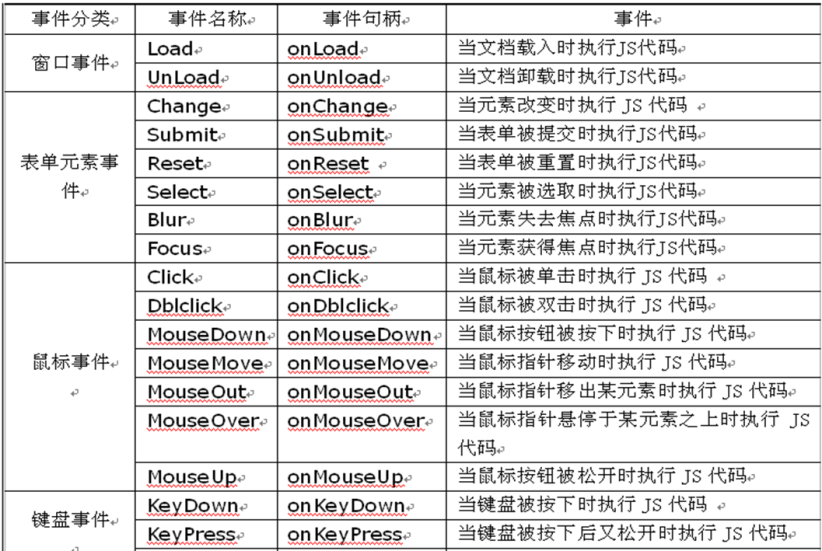 事件分类 事件名称 事件句柄 事件
窗口事件 Load onLoad 当文档载入时执行JS代码
UnLoad onUnload 当文档卸载时执行JS代码
表单元素事件 Change onChange 当元素改变时执行 JS 代码
Submit onSubmit 当表单被提交时执行JS代码
Reset onReset 当表单被重置时执行JS代码
Select onSelect 当元素被选取时执行JS代码
Blur onBlur 当元素失去焦点时执行JS代码
Focus onFocus 当元素获得焦点时执行JS代码
鼠标事件 Click onClick 当鼠标被单击时执行 JS 代码
Dblclick onDblclick 当鼠标被双击时执行 JS 代码
MouseDown onMouseDown 当鼠标按钮被按下时执行 JS 代码
MouseMove onMouseMove 当鼠标指针移动时执行 JS 代码
MouseOut onMouseOut 当鼠标指针移出某元素时执行 JS 代码
MouseOver onMouseOver 当鼠标指针悬停于某元素之上时执行 JS
代码
MouseUp onMouseUp 当鼠标按钮被松开时执行 JS 代码
键盘事件 KeyDown onKeyDown 当键盘被按下时执行 JS 代码
KeyPress onKeyPress 当键盘被按下后又松开时执行 JS 代码